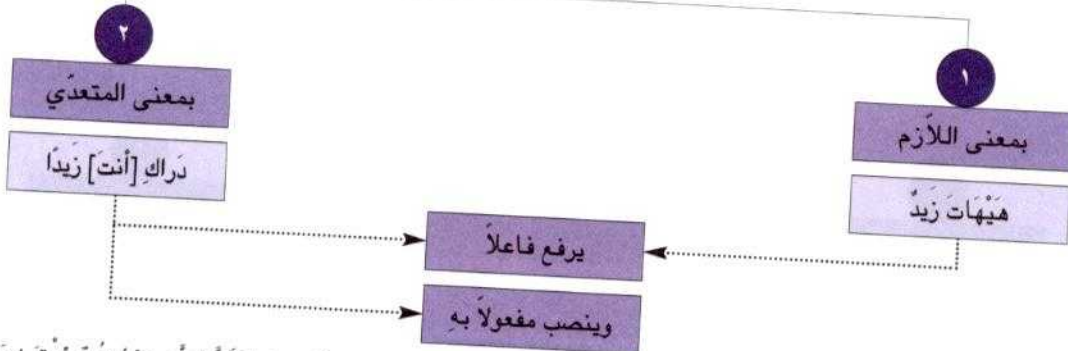 ١
بمعنى اللاَزم
هَيْهَاتَ زَيدٌ
٢
بمعنى المتعدّي
دَراكِ [أنتَ] زَيدًا
يرفع فاعلاً
وينصب مفعولاً بهِ